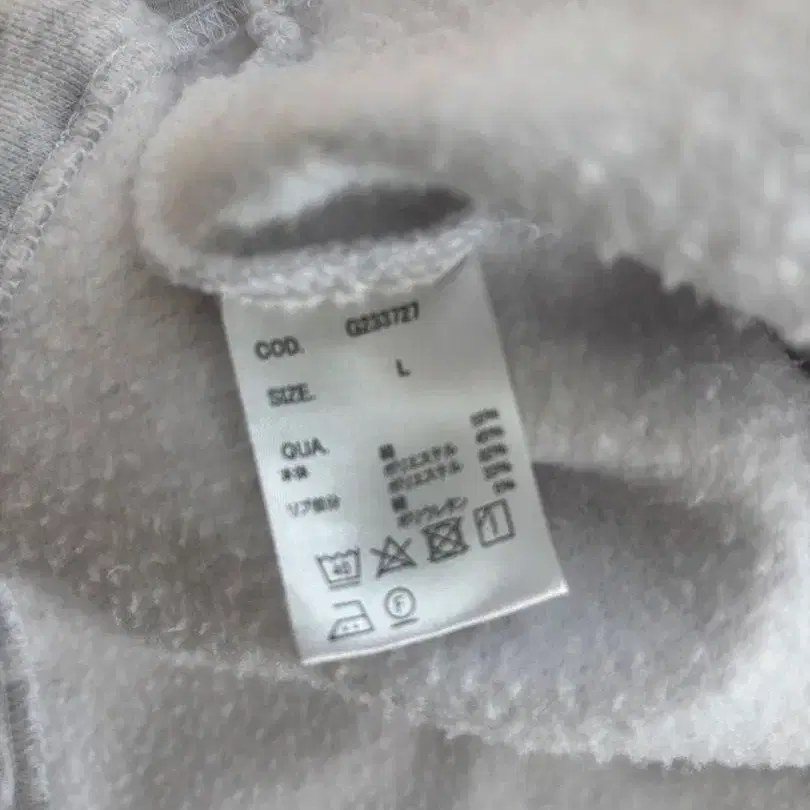 COD. G233727
SIZE. L
QUA.
本体 綿
ポリエステル
ポリエステル
リブ部分 綿
ポリウレタン
40
F